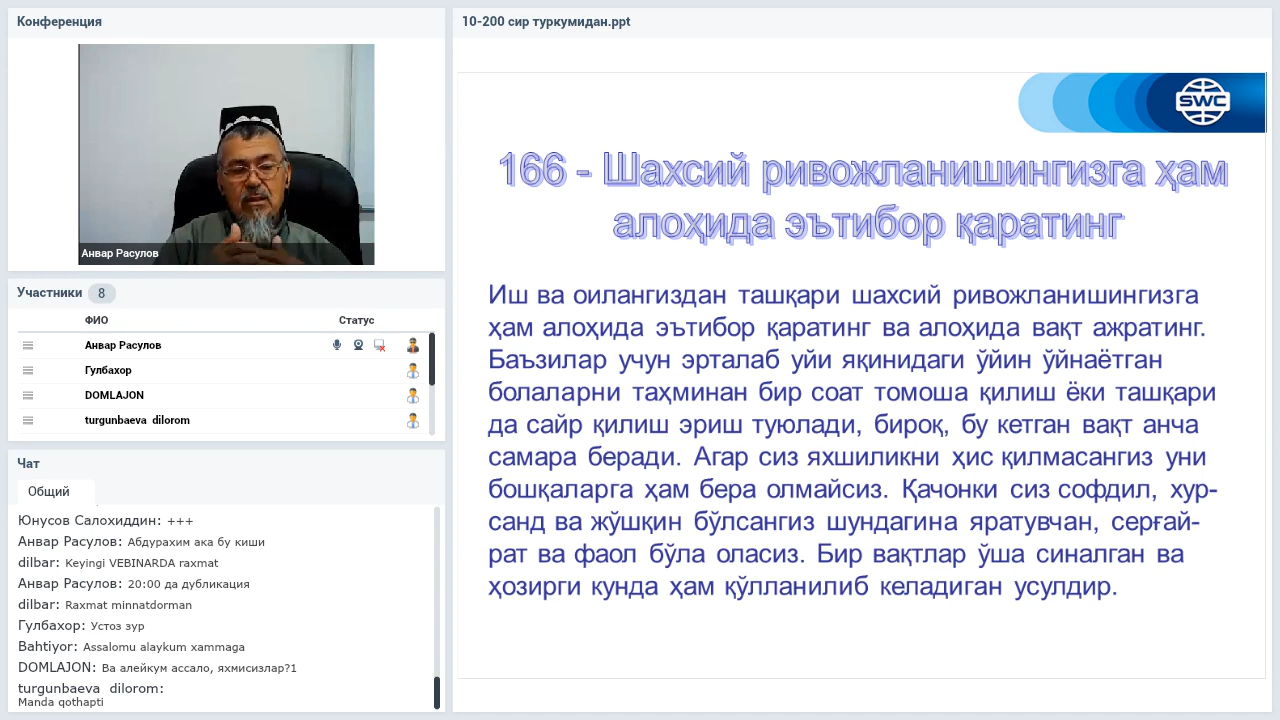 Конференция
Анвар Расулов
Участники 8
ФИО Статус
Анвар Расулов
Гулбахор
DOMLAJON
turgunbaeva dilorom
Чат
Общий
Юнусов Салохиддин: +++
Анвар Расулов: Абдурахим ака бу киши
dilbar: Keyingi VEBINARDA raxmat
Анвар Расулов: 20:00 да дубликация
dilbar: Raxmat minnatdorman
Гулбахор: Устоз зур
Bahtiyor: Assalomu alaykum xammaga
DOMLAJON: Ва алейкум ассало, яхмисизлар?1
turgunbaeva dilorom:
Manda qothapti
10-200 сир туркумидан.ppt
SWC
166 - Шахсий ривожланишингизга ҳам
алоҳида эътибор қаратинг
Иш ва оилангиздан ташқари шахсий ривожланишингизга
ҳам алоҳида эътибор қаратинг ва алоҳида вақт ажратинг.
Баъзилар учун эрталаб уйи яқинидаги ўйин ўйнаётган
болаларни таҳминан бир соат томоша қилиш ёки ташқари
да сайр қилиш эриш туюлади, бироқ, бу кетган вақт анча
самара беради. Агар сиз яхшиликни ҳис қилмасангиз уни
бошқаларга ҳам бера олмайсиз. Қачонки сиз софдил, хур-
санд ва жўшқин бўлсангиз шундагина яратувчан, серғай-
рат ва фаол бўла оласиз. Бир вақтлар ўша синалган ва
ҳозирги кунда ҳам қўлланилиб келадиган усулдир.